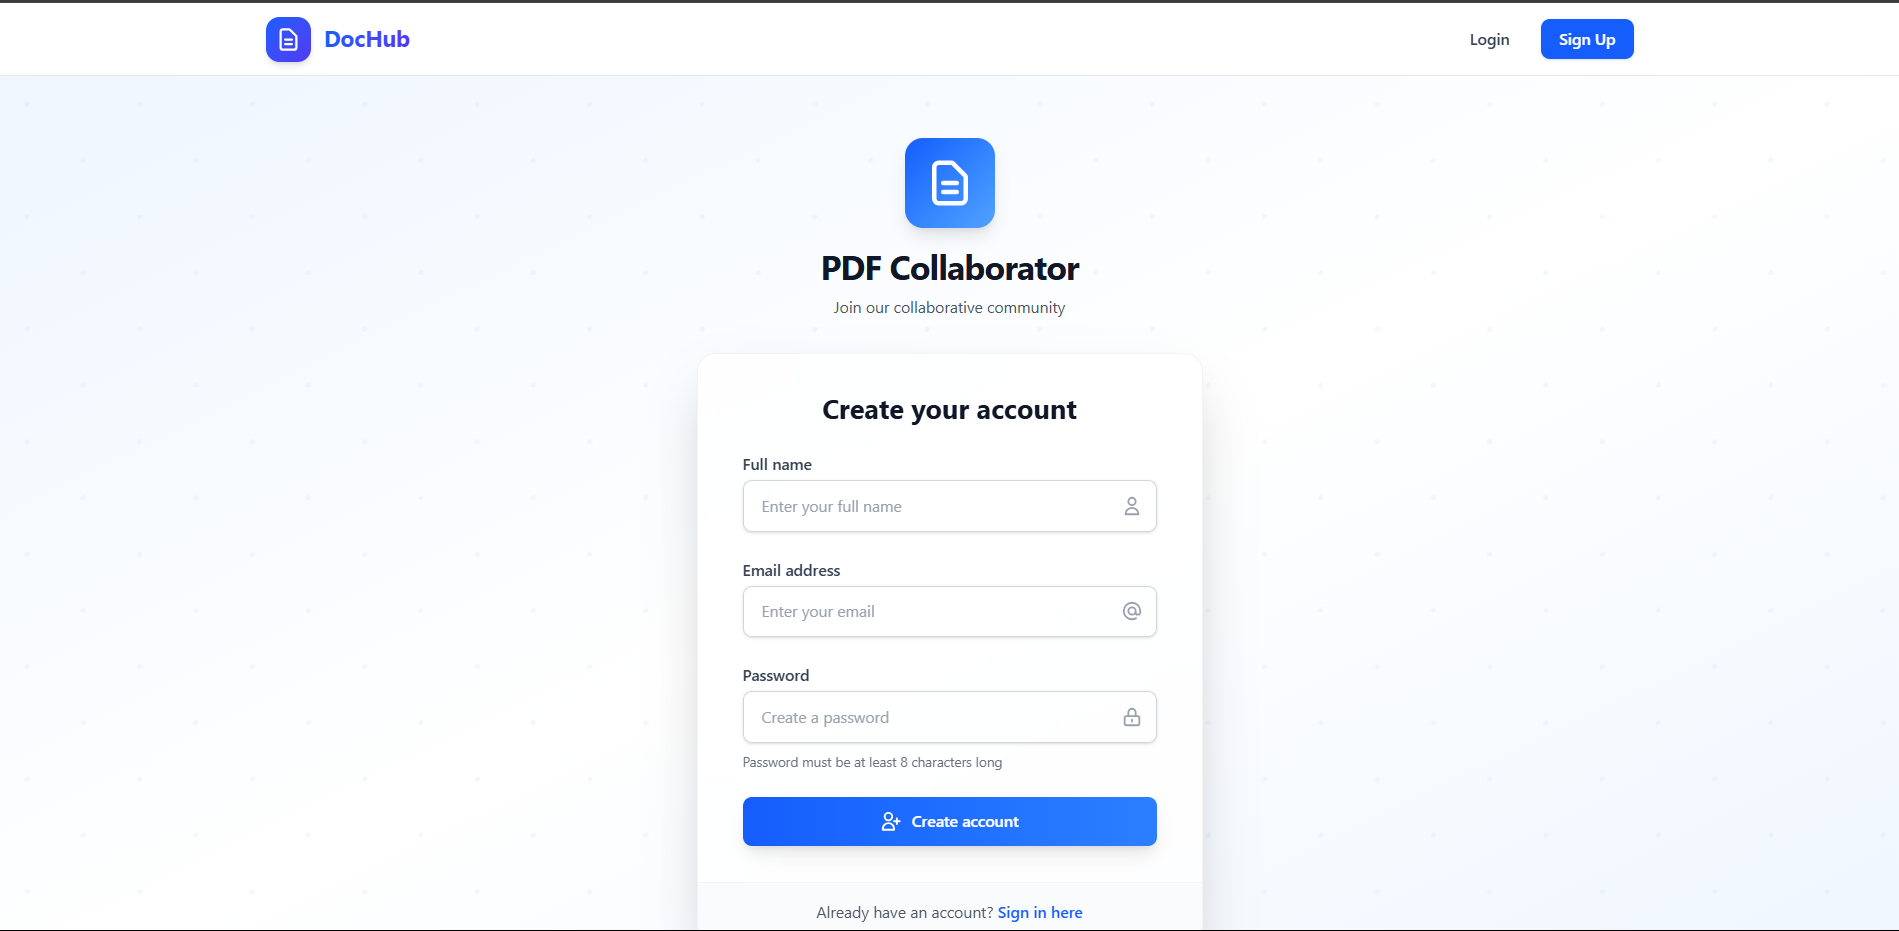 DocHub
Login
Sign Up
PDF Collaborator
Join our collaborative community
Create your account
Full name
Enter your full name
Email address
Enter your email
Password
Create a password
Password must be at least 8 characters long
Create account
Already have an account? Sign in here